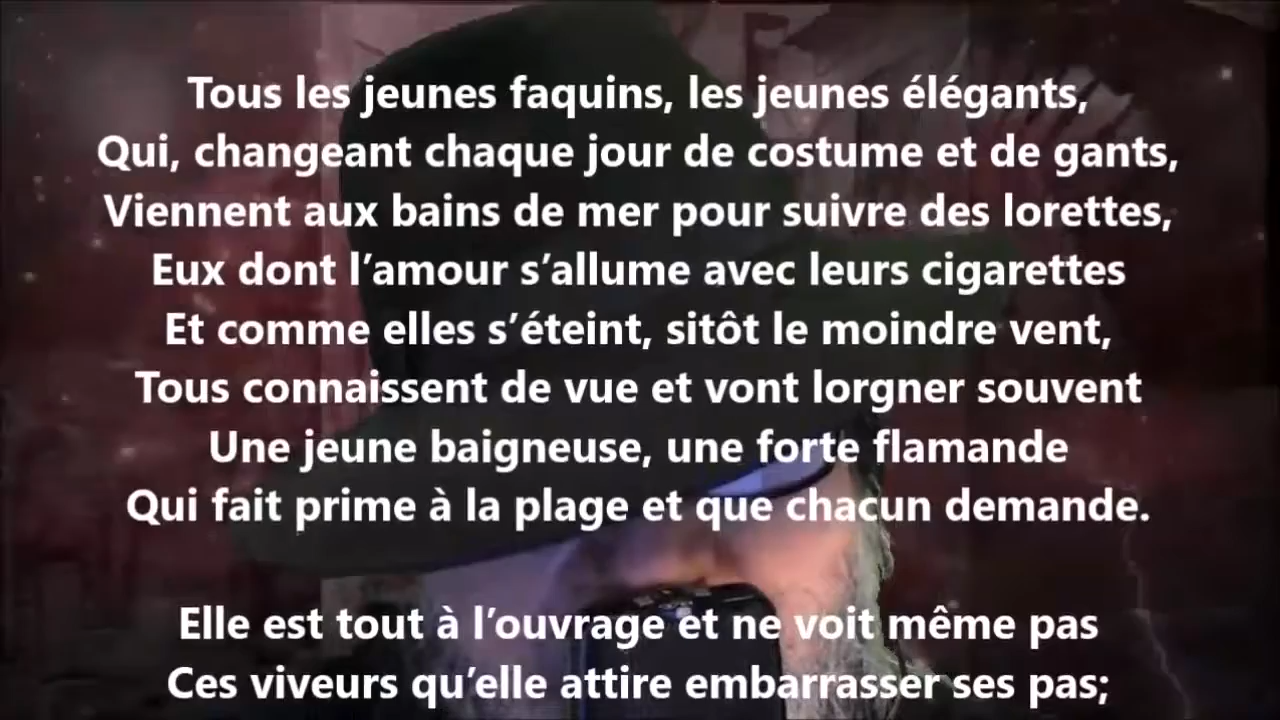 Tous les jeunes faquins, les jeunes élégants,
Qui, changeant chaque jour de costume et de gants,
Viennent aux bains de mer pour suivre des lorettes,
Eux dont l’amour s’allume avec leurs cigarettes
Et comme elles s’éteint, sitôt le moindre vent,
Tous connaissent de vue et vont lorgner souvent
Une jeune baigneuse, une forte flamande
Qui fait prime à la plage et que chacun demande.
Elle est tout à l’ouvrage et ne voit même pas
Ces viveurs qu’elle attire embarrasser ses pas;